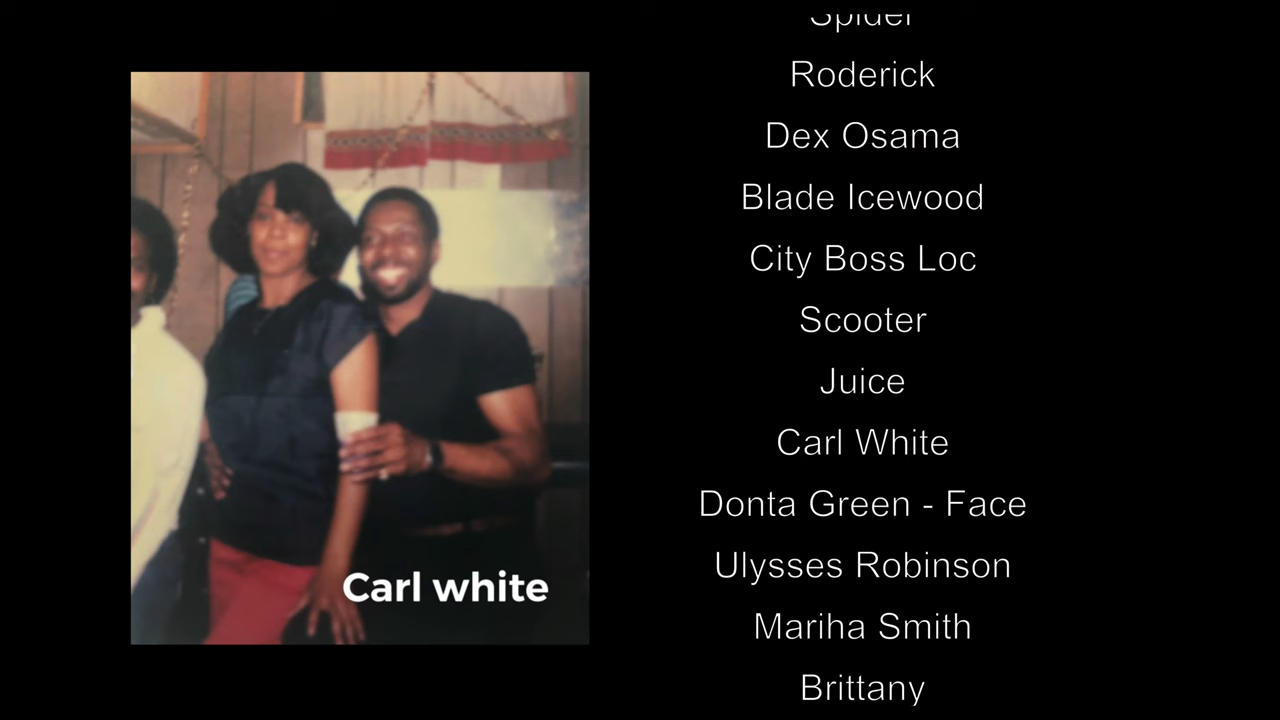 Spider
Roderick
Dex Osama
Blade Icewood
City Boss Loc
Scooter
Juice
Carl White
Donta Green - Face
Ulysses Robinson
Mariha Smith
Brittany
Carl white